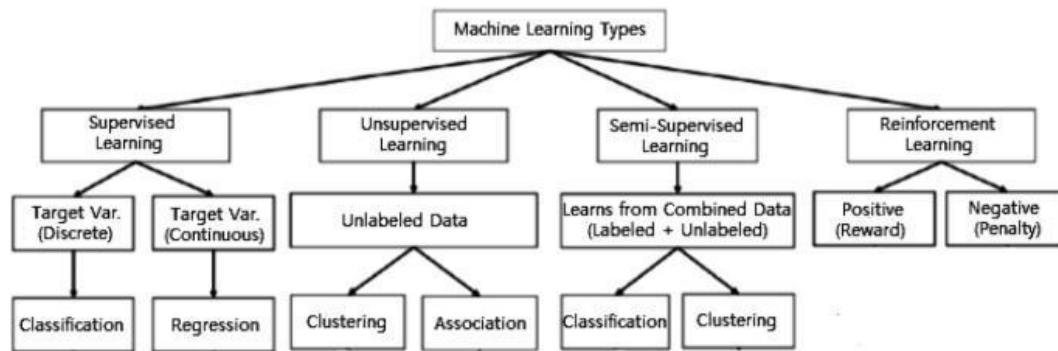 Machine Learning Types
Supervised
Learning
Unsupervised
Learning
Semi-Supervised
Learning
Reinforcement
Learning
Target Var.
(Discrete)
Target Var.
(Continuous)
Unlabeled Data
Learns from Combined Data
(Labeled + Unlabeled)
Positive
(Reward)
Negative
(Penalty)
Classification
Regression
Clustering
Association
Classification
Clustering